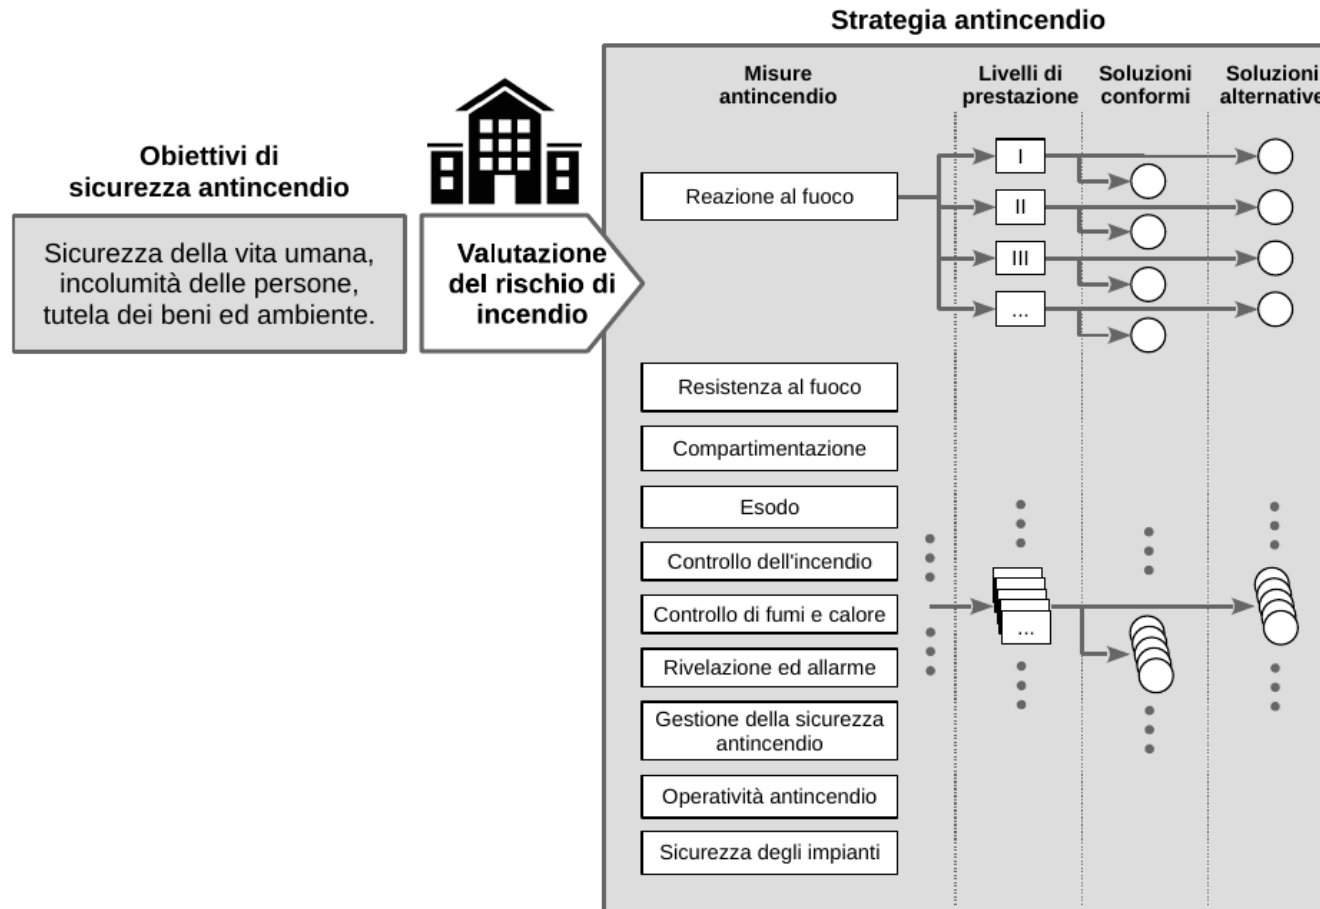 Strategia antincendio
Obiettivi di
sicurezza antincendio
Sicurezza della vita umana,
incolumità delle persone,
tutela dei beni ed ambiente.
Valutazione
del rischio di
incendio
Misure
antincendio
Livelli di
prestazione
Soluzioni
conformi
Soluzioni
alternative
Reazione al fuoco
I
II
III
...
Resistenza al fuoco
Compartimentazione
Esodo
Controllo dell'incendio
Controllo di fumi e calore
...
Rivelazione ed allarme
Gestione della sicurezza
antincendio
Operatività antincendio
Sicurezza degli impianti